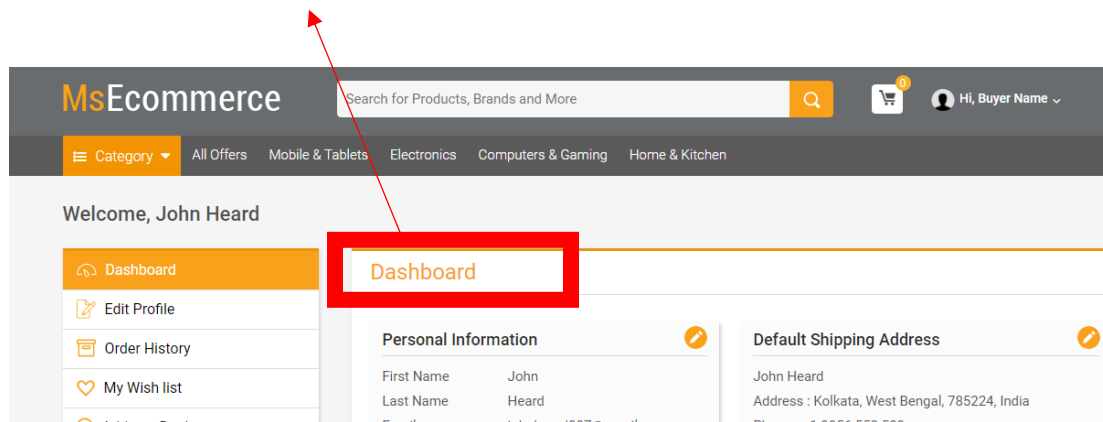 MsEcommerce
Search for Products, Brands and More
0
Hi, Buyer Name
Category
All Offers
Mobile & Tablets
Electronics
Computers & Gaming
Home & Kitchen
Welcome, John Heard
Dashboard
Edit Profile
Order History
My Wish list
Dashboard
Personal Information
First Name John
Last Name Heard
Default Shipping Address
John Heard
Address : Kolkata, West Bengal, 785224, India